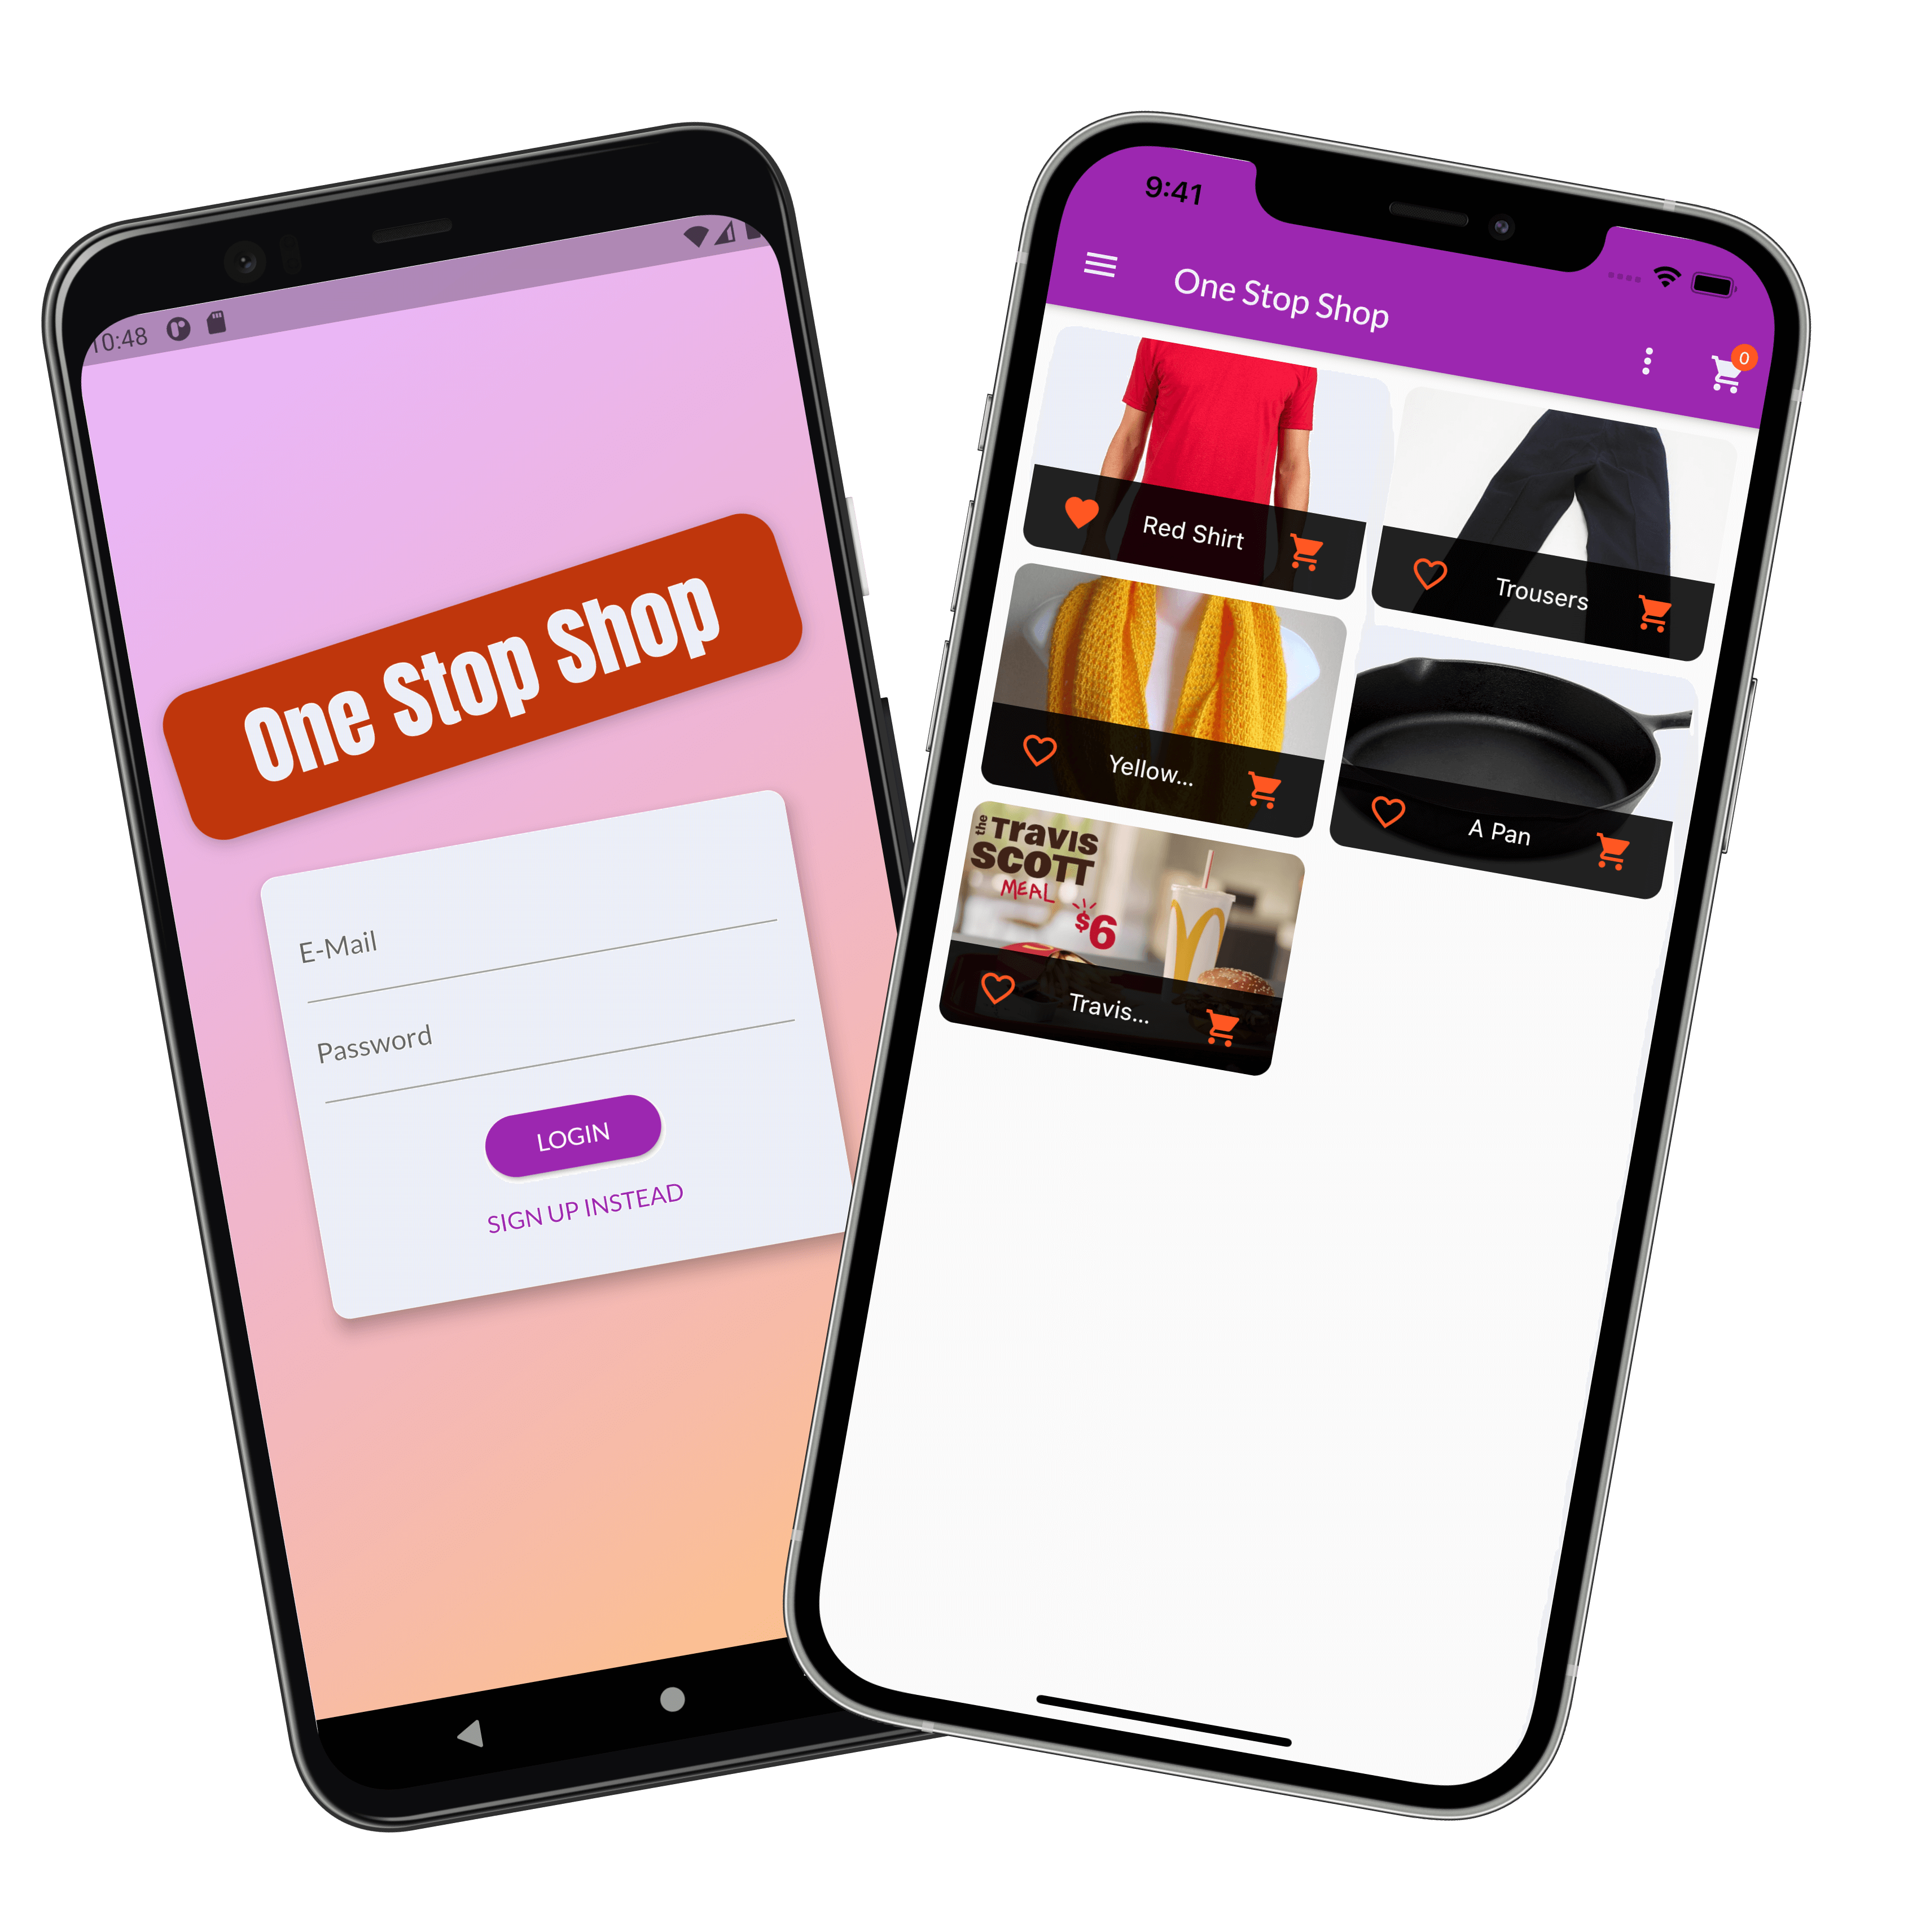 10:48
One Stop Shop
E-Mail
Password
LOGIN
SIGN UP INSTEAD
9:41
One Stop Shop
0
Red Shirt
Trousers
Yellow...
A Pan
the Travis
SCOTT
MEAL
$6
Travis...